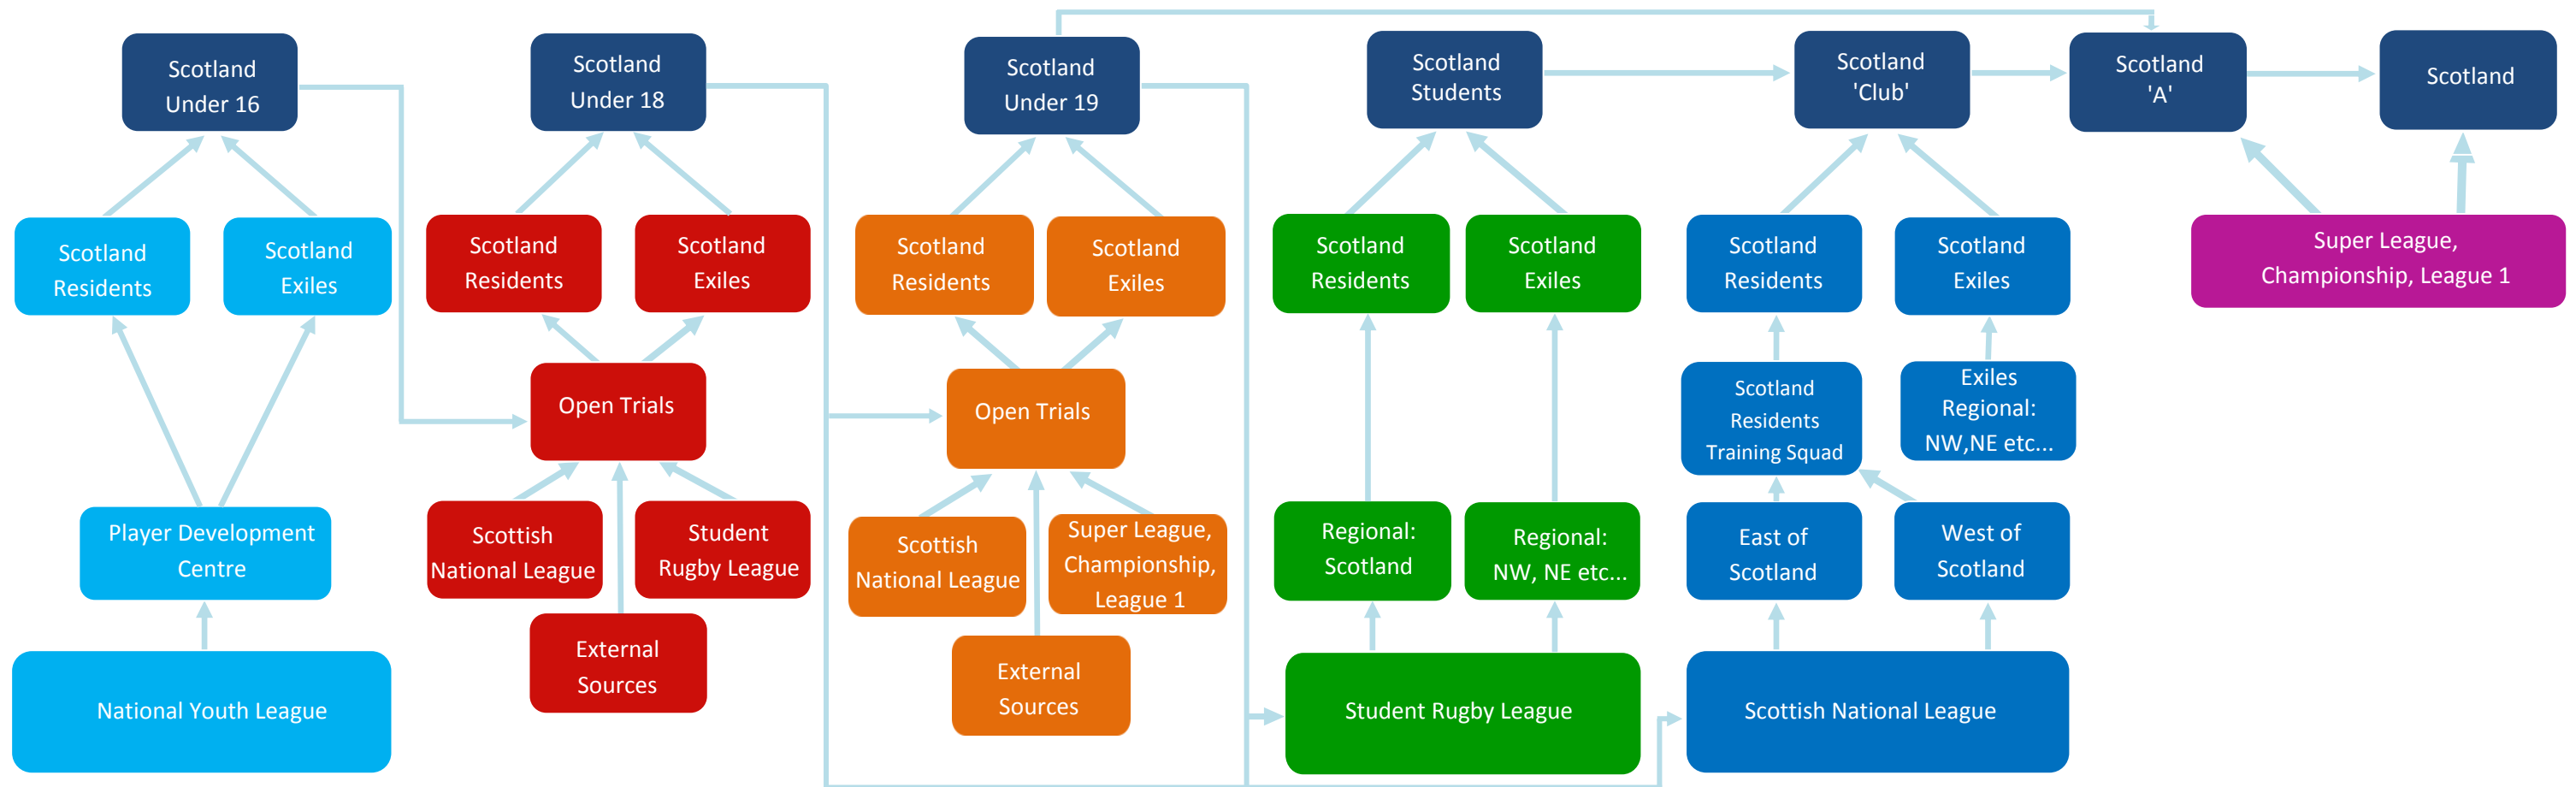 Scotland
Under 16
Scotland
Under 18
Scotland
Under 19
Scotland
Students
Scotland
'Club'
Scotland
'A'
Scotland
Scotland
Residents
Scotland
Exiles
Scotland
Residents
Scotland
Exiles
Scotland
Residents
Scotland
Exiles
Scotland
Residents
Scotland
Exiles
Scotland
Residents
Scotland
Exiles
Super League,
Championship, League 1
Open Trials
Open Trials
Scotland
Residents
Training Squad
Exiles
Regional:
NW,NE etc...
Player Development
Centre
Scottish
National League
Student
Rugby League
Scottish
National League
Super League,
Championship,
League 1
Regional:
Scotland
Regional:
NW, NE etc...
East of
Scotland
West of
Scotland
National Youth League
External
Sources
External
Sources
Student Rugby League
Scottish National League